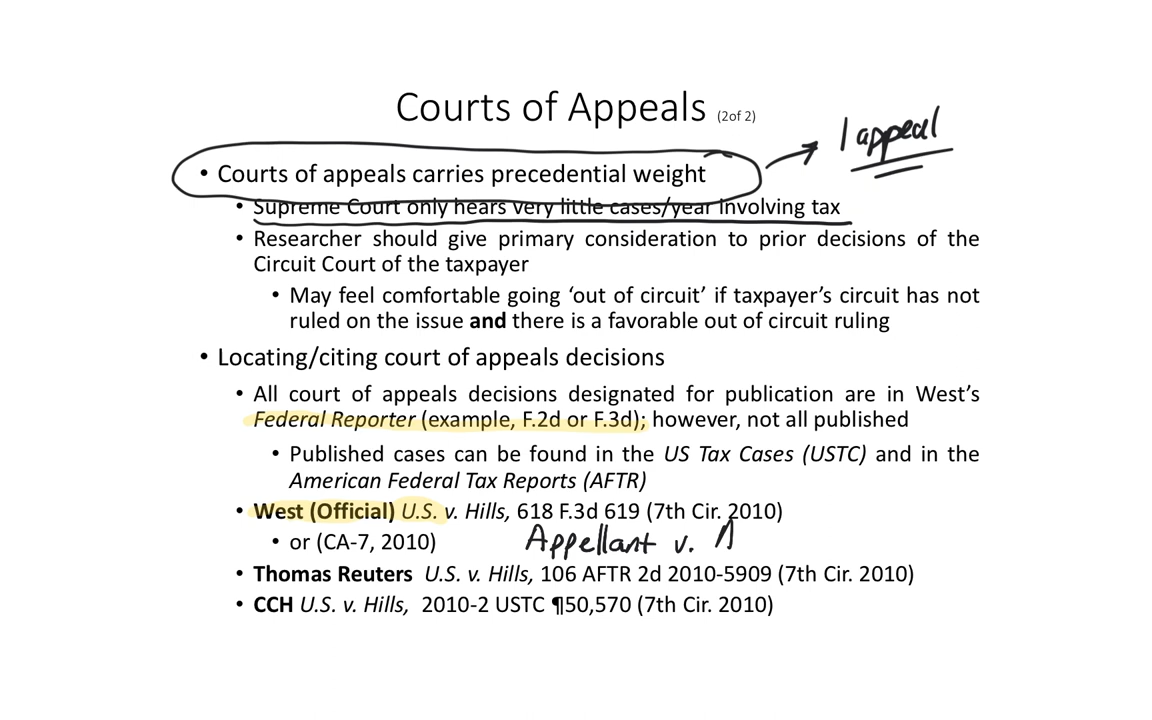 Courts of Appeals (2of 2)
1 appeal
• Courts of appeals carries precedential weight
• Supreme Court only hears very little cases/year involving tax
• Researcher should give primary consideration to prior decisions of the
Circuit Court of the taxpayer
• May feel comfortable going ‘out of circuit’ if taxpayer’s circuit has not
ruled on the issue and there is a favorable out of circuit ruling
• Locating/citing court of appeals decisions
• All court of appeals decisions designated for publication are in West’s
Federal Reporter (example, F.2d or F.3d); however, not all published
• Published cases can be found in the US Tax Cases (USTC) and in the
American Federal Tax Reports (AFTR)
• West (Official) U.S. v. Hills, 618 F.3d 619 (7th Cir. 2010)
• or (CA-7, 2010)
Appellant v.
• Thomas Reuters U.S. v. Hills, 106 AFTR 2d 2010-5909 (7th Cir. 2010)
• CCH U.S. v. Hills, 2010-2 USTC ¶50,570 (7th Cir. 2010)